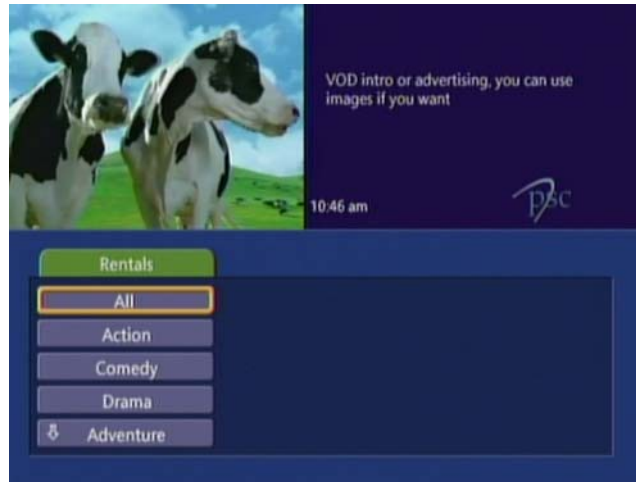 VOD intro or advertising, you can use
images if you want
10:46 am
psc
Rentals
All
Action
Comedy
Drama
Adventure